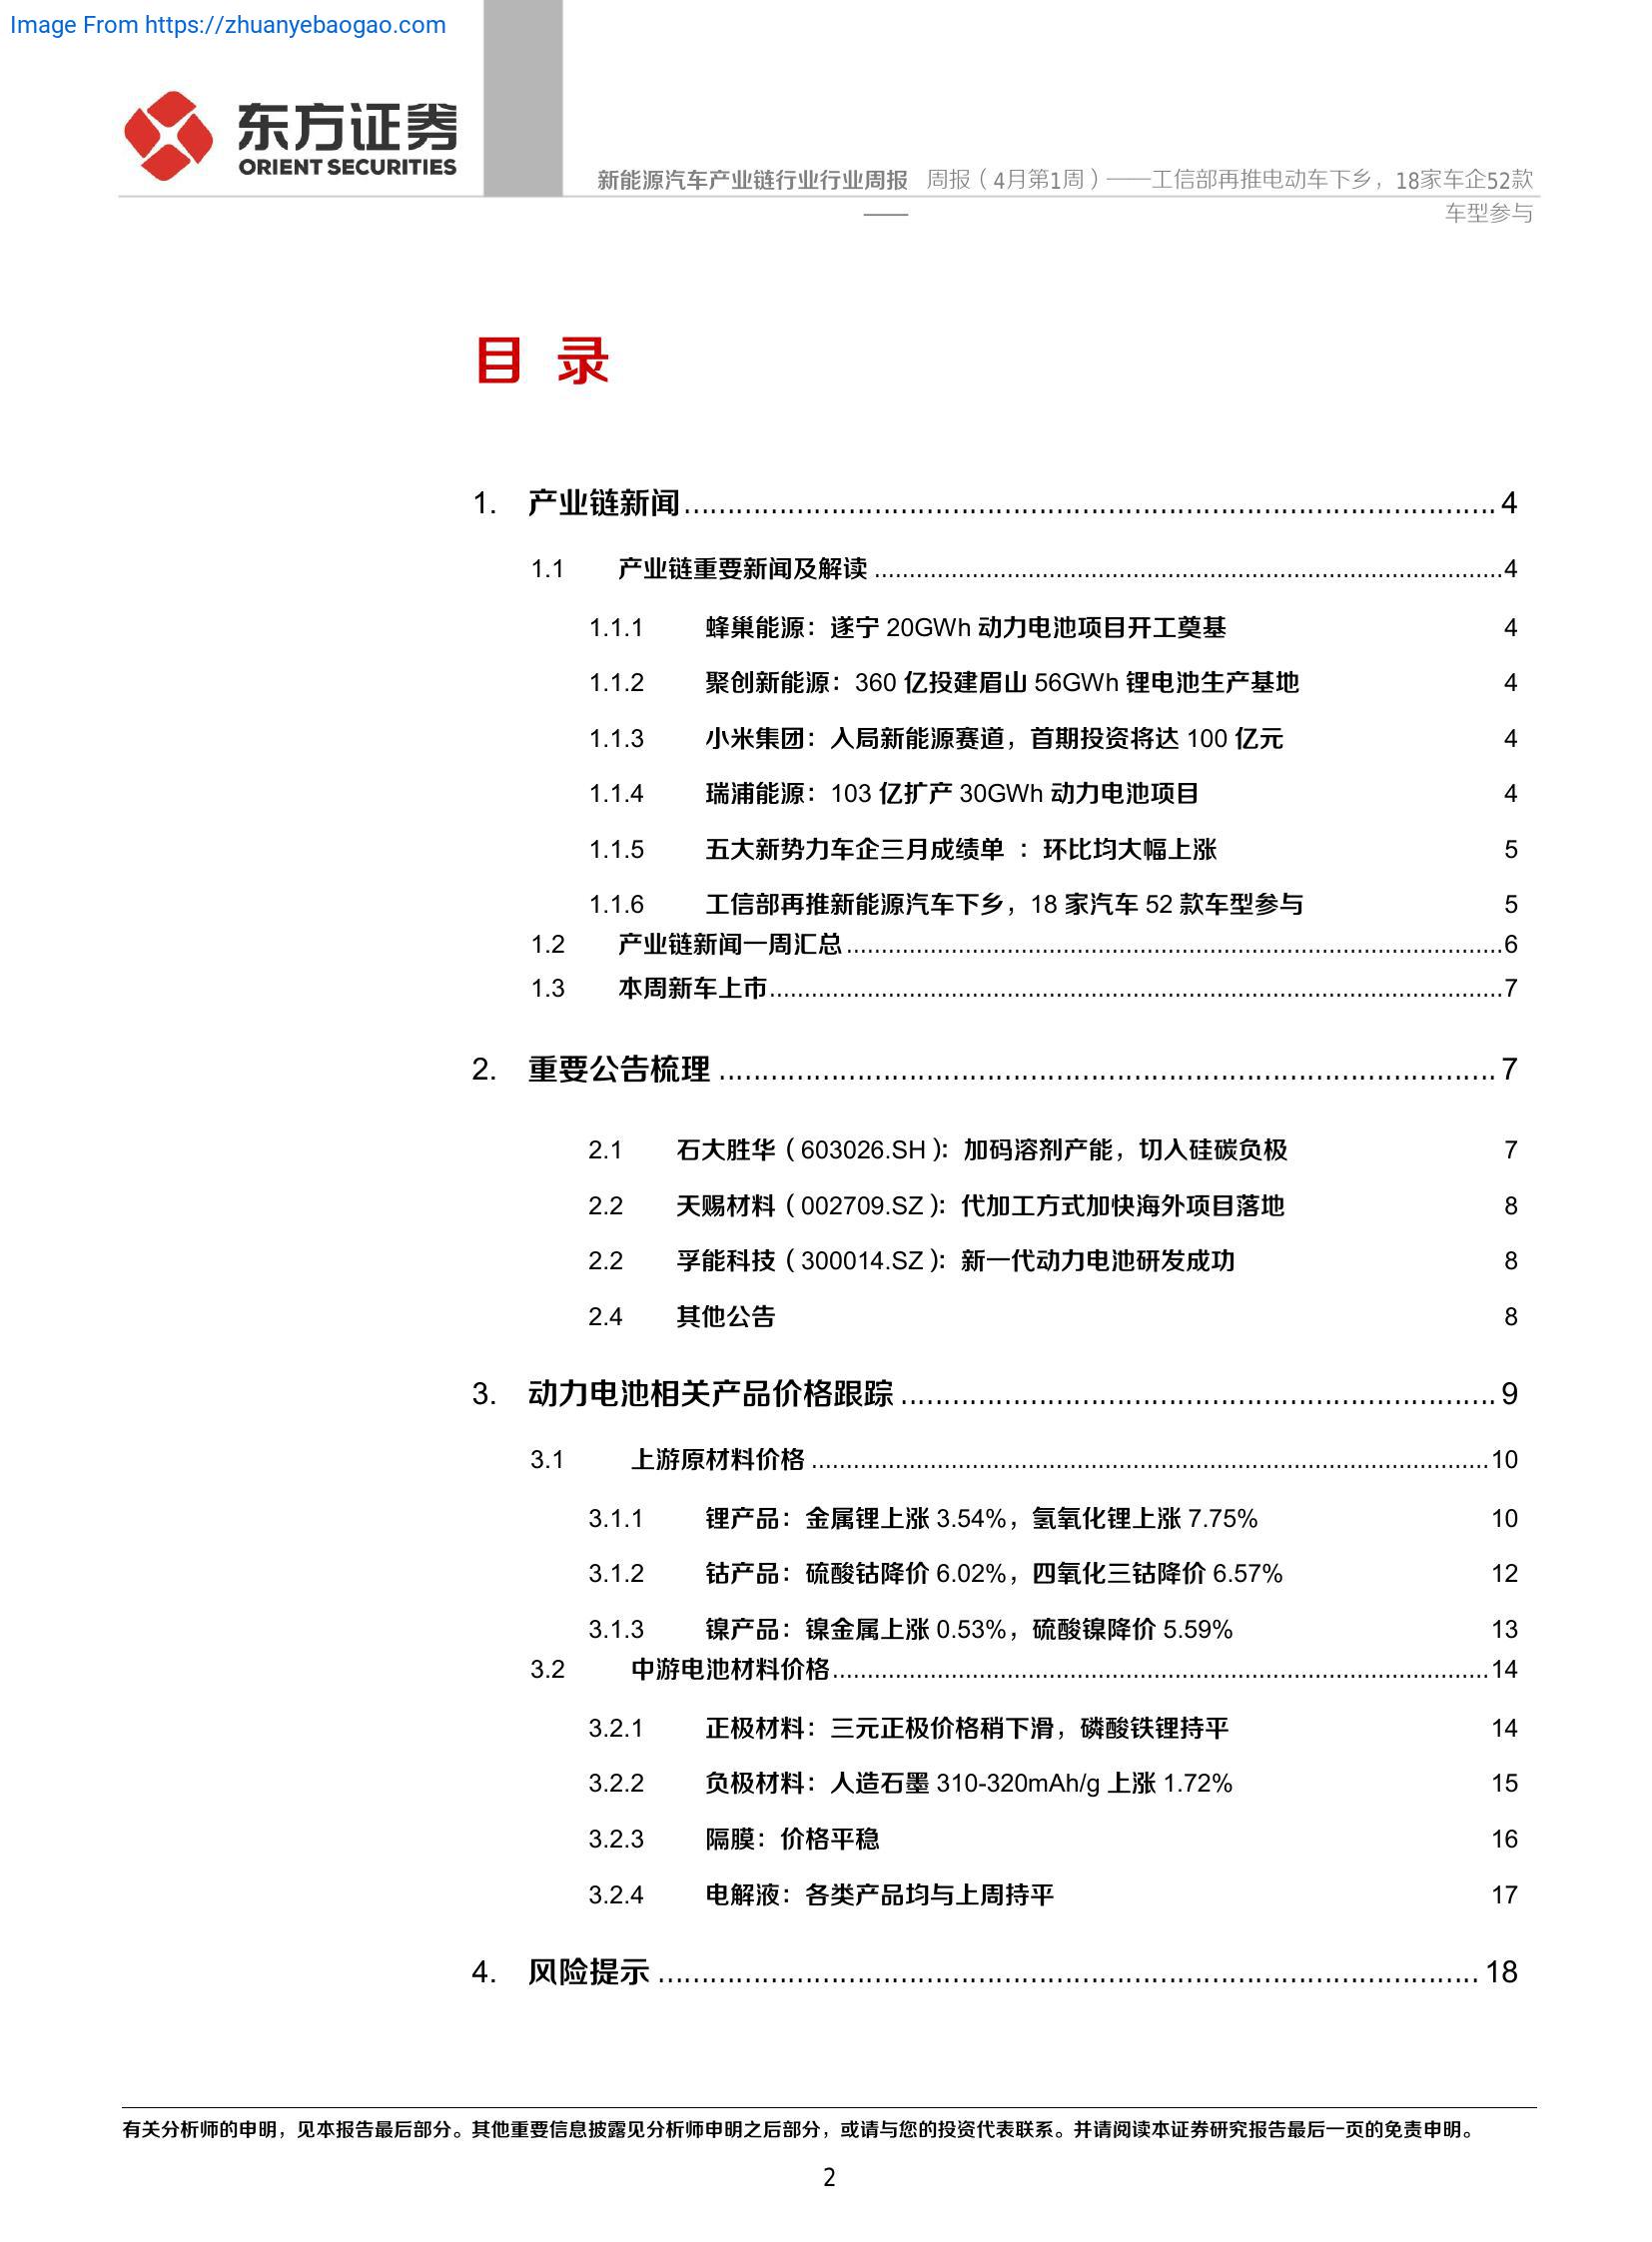 Image From https://zhuanyebaogao.com
东方证券
ORIENT SECURITIES
新能源汽车产业链行业行业周报 周报（4月第1周）——工信部再推电动车下乡，18家车企52款
——
车型参与
目 录
1. 产业链新闻 4
1.1 产业链重要新闻及解读 4
1.1.1 蜂巢能源：遂宁 20GWh 动力电池项目开工奠基 4
1.1.2 聚创新能源：360 亿投建眉山 56GWh 锂电池生产基地 4
1.1.3 小米集团：入局新能源赛道，首期投资将达 100 亿元 4
1.1.4 瑞浦能源：103 亿扩产 30GWh 动力电池项目 4
1.1.5 五大新势力车企三月成绩单 ：环比均大幅上涨 5
1.1.6 工信部再推新能源汽车下乡，18 家汽车 52 款车型参与 5
1.2 产业链新闻一周汇总 6
1.3 本周新车上市 7
2. 重要公告梳理 7
2.1 石大胜华（603026.SH）：加码溶剂产能，切入硅碳负极 7
2.2 天赐材料（002709.SZ）：代加工方式加快海外项目落地 8
2.2 孚能科技（300014.SZ）：新一代动力电池研发成功 8
2.4 其他公告 8
3. 动力电池相关产品价格跟踪 9
3.1 上游原材料价格 10
3.1.1 锂产品：金属锂上涨 3.54%，氢氧化锂上涨 7.75% 10
3.1.2 钴产品：硫酸钴降价 6.02%，四氧化三钴降价 6.57% 12
3.1.3 镍产品：镍金属上涨 0.53%，硫酸镍降价 5.59% 13
3.2 中游电池材料价格 14
3.2.1 正极材料：三元正极价格稍下滑，磷酸铁锂持平 14
3.2.2 负极材料：人造石墨 310-320mAh/g 上涨 1.72% 15
3.2.3 隔膜：价格平稳 16
3.2.4 电解液：各类产品均与上周持平 17
4. 风险提示 18
有关分析师的申明，见本报告最后部分。其他重要信息披露见分析师申明之后部分，或请与您的投资代表联系。并请阅读本证券研究报告最后一页的免责申明。
2